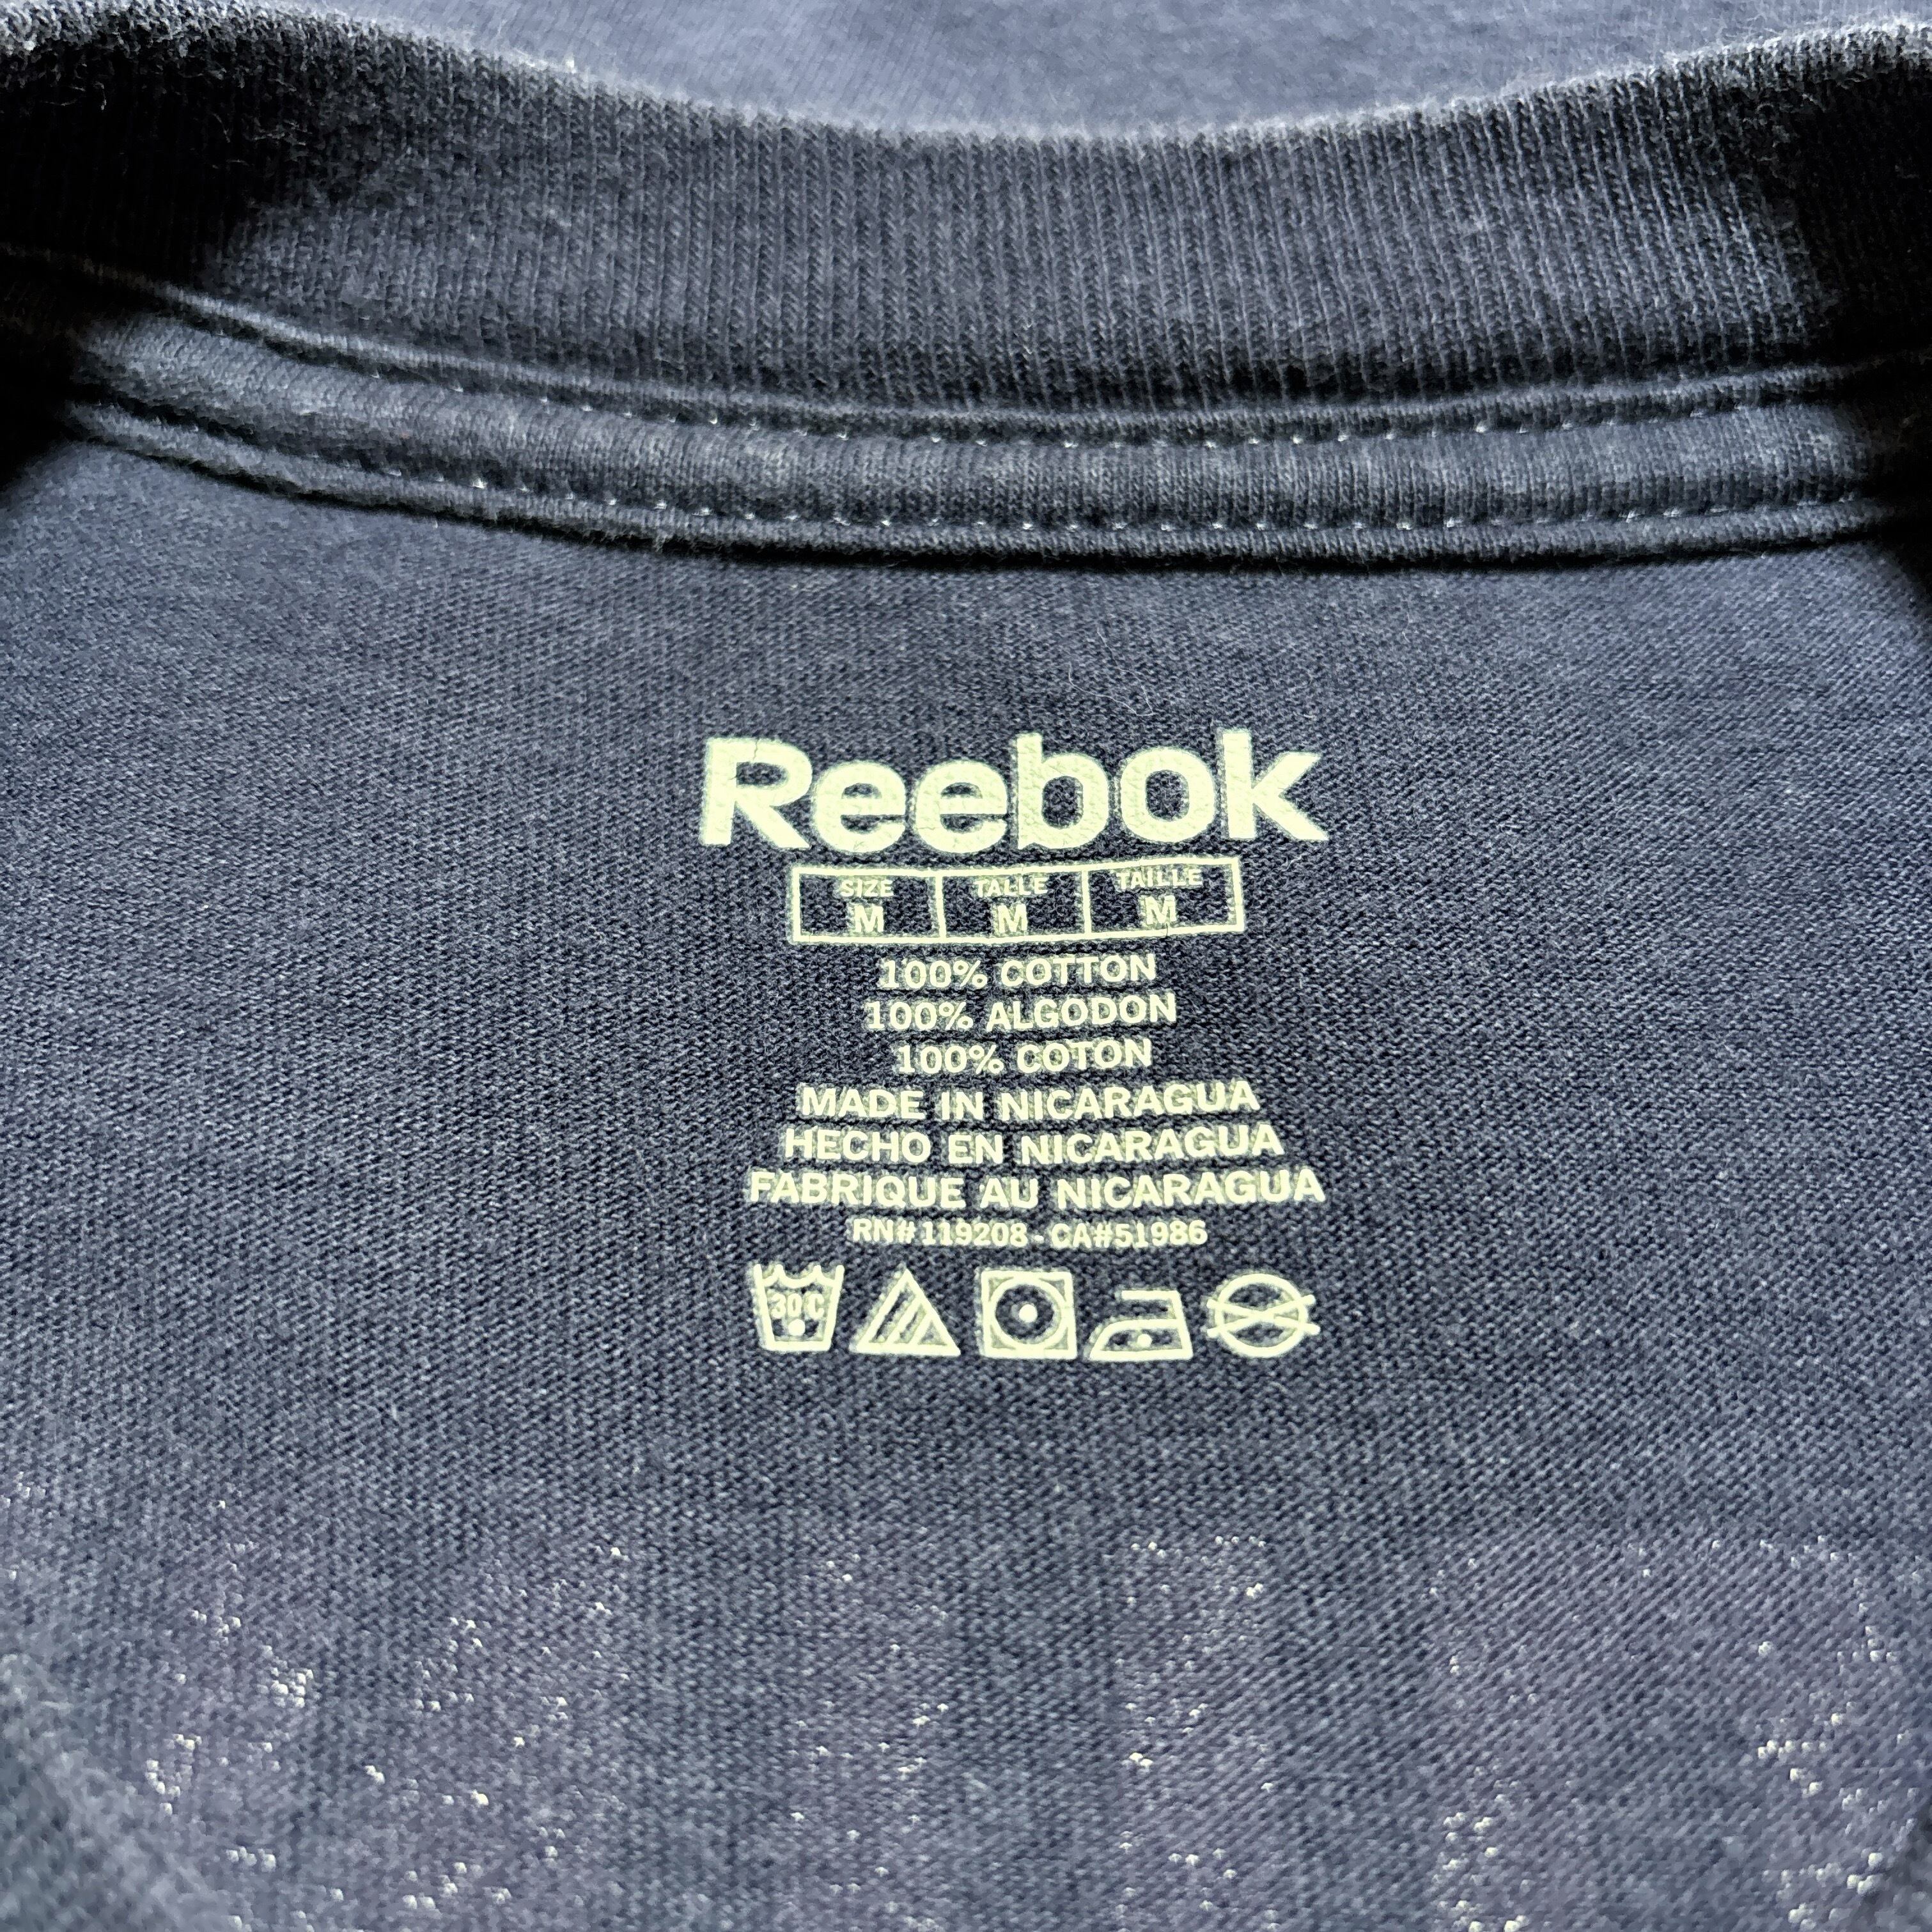 Reebok
SIZE TALLE TAILLE
M M M
100% COTTON
100% ALGODON
100% COTON
MADE IN NICARAGUA
HECHO EN NICARAGUA
FABRIQUE AU NICARAGUA
RN# 119208 - CA#51986
30C